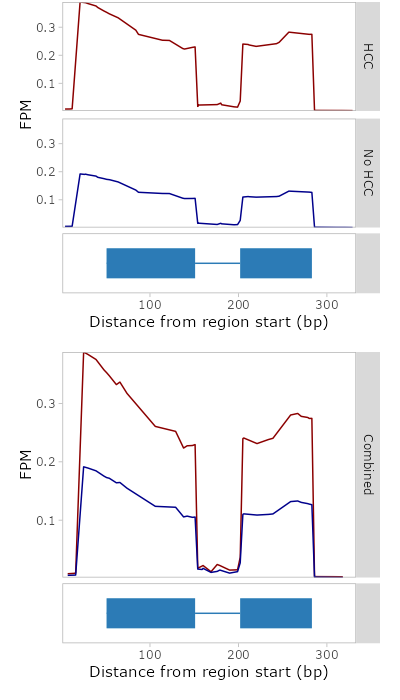 0.3
0.2
0.1
HCC
FPM
0.3
0.2
0.1
No HCC
100 200 300
Distance from region start (bp)
0.3
0.2
0.1
FPM
Combined
100 200 300
Distance from region start (bp)